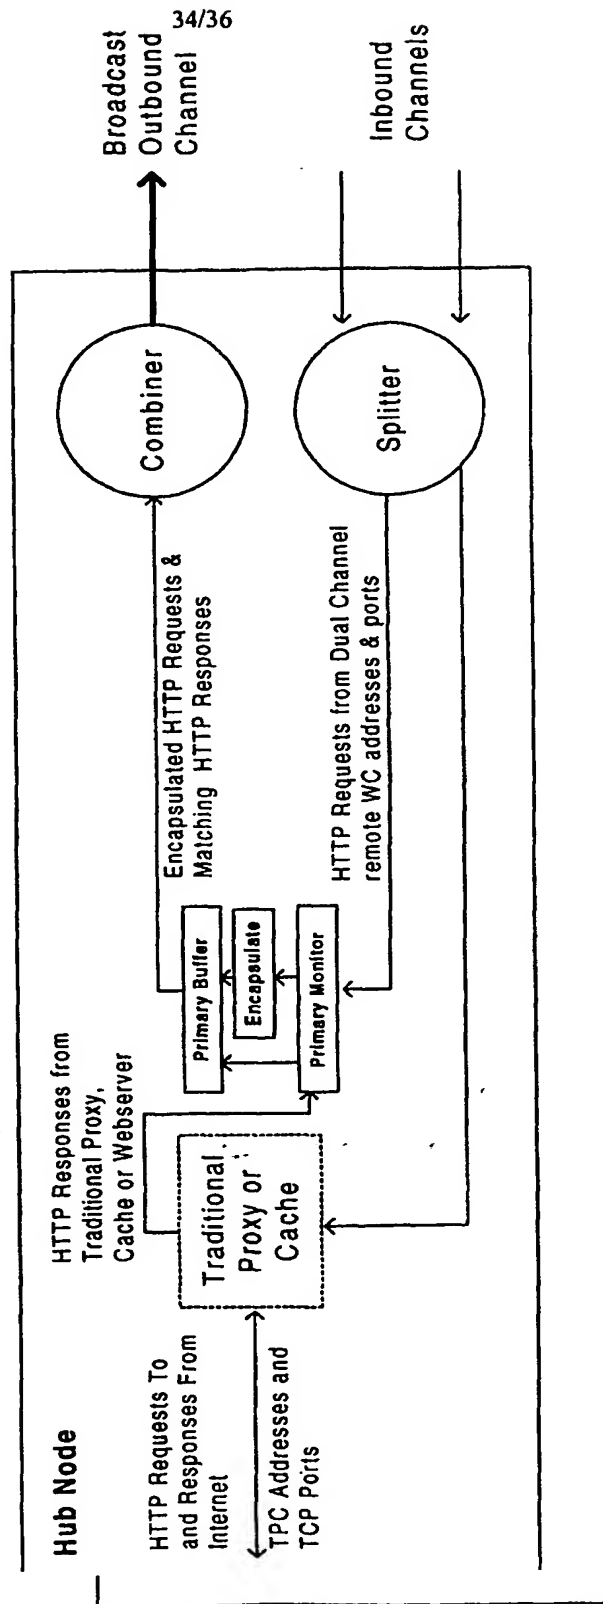 34/36
Hub Node
HTTP Requests To
and Responses From
Internet
TPC Addresses and
TCP Ports
HTTP Responses from
Traditional Proxy,
Cache or Webserver
Traditional
Proxy or
Cache
Primary Buffer
Encapsulate
Primary Monitor
Encapsulated HTTP Requests &
Matching HTTP Responses
HTTP Requests from Dual Channel
remote WC addresses & ports
Combiner
Splitter
Broadcast
Outbound
Channel
Inbound
Channels